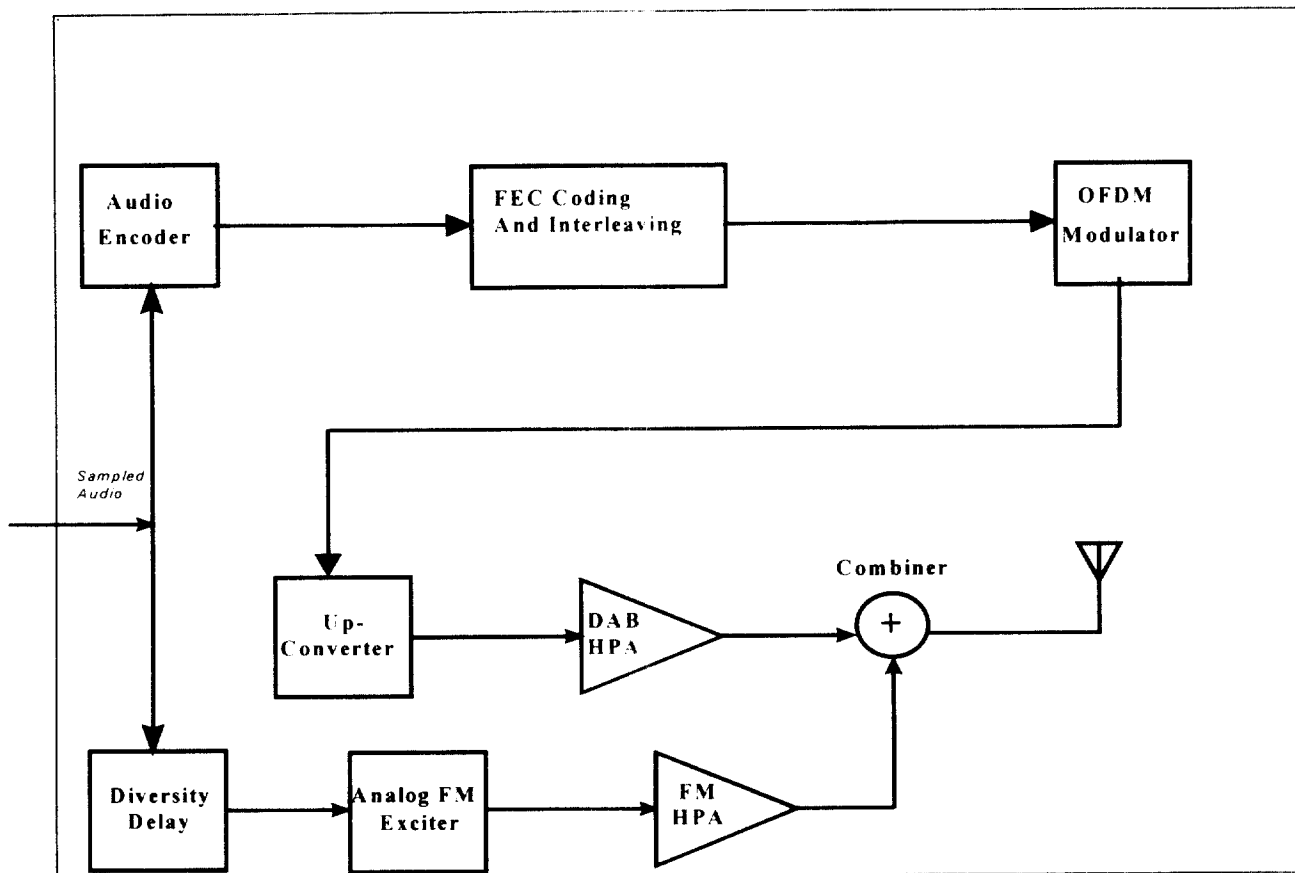 Audio
Encoder
FEC Coding
And Interleaving
OFDM
Modulator
Sampled
Audio
Up-
Converter
DAB
HPA
Combiner
+
Diversity
Delay
Analog FM
Exciter
FM
HPA